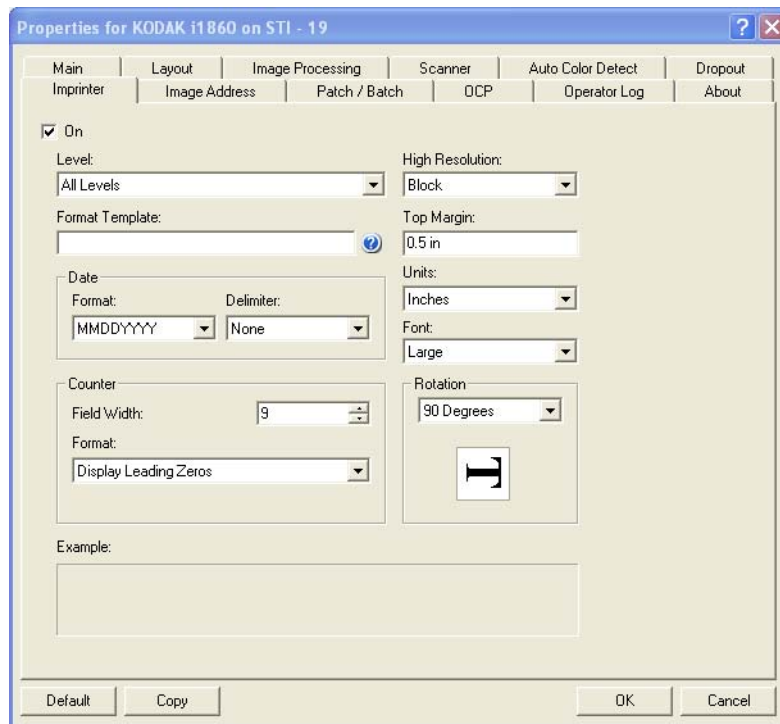 Properties for KODAK i1860 on STI - 19
Main Layout Image Processing Scanner Auto Color Detect Dropout
Imprinter Image Address Patch / Batch OCP Operator Log About
On
Level: High Resolution:
All Levels Block
Format Template: Top Margin:
0.5 in
Date Units:
Format: Delimiter: Inches
MMDDYYYY None Font:
Large
Counter Rotation
Field Width: 9 90 Degrees
Format:
Display Leading Zeros
T
Example:
Default Copy OK Cancel